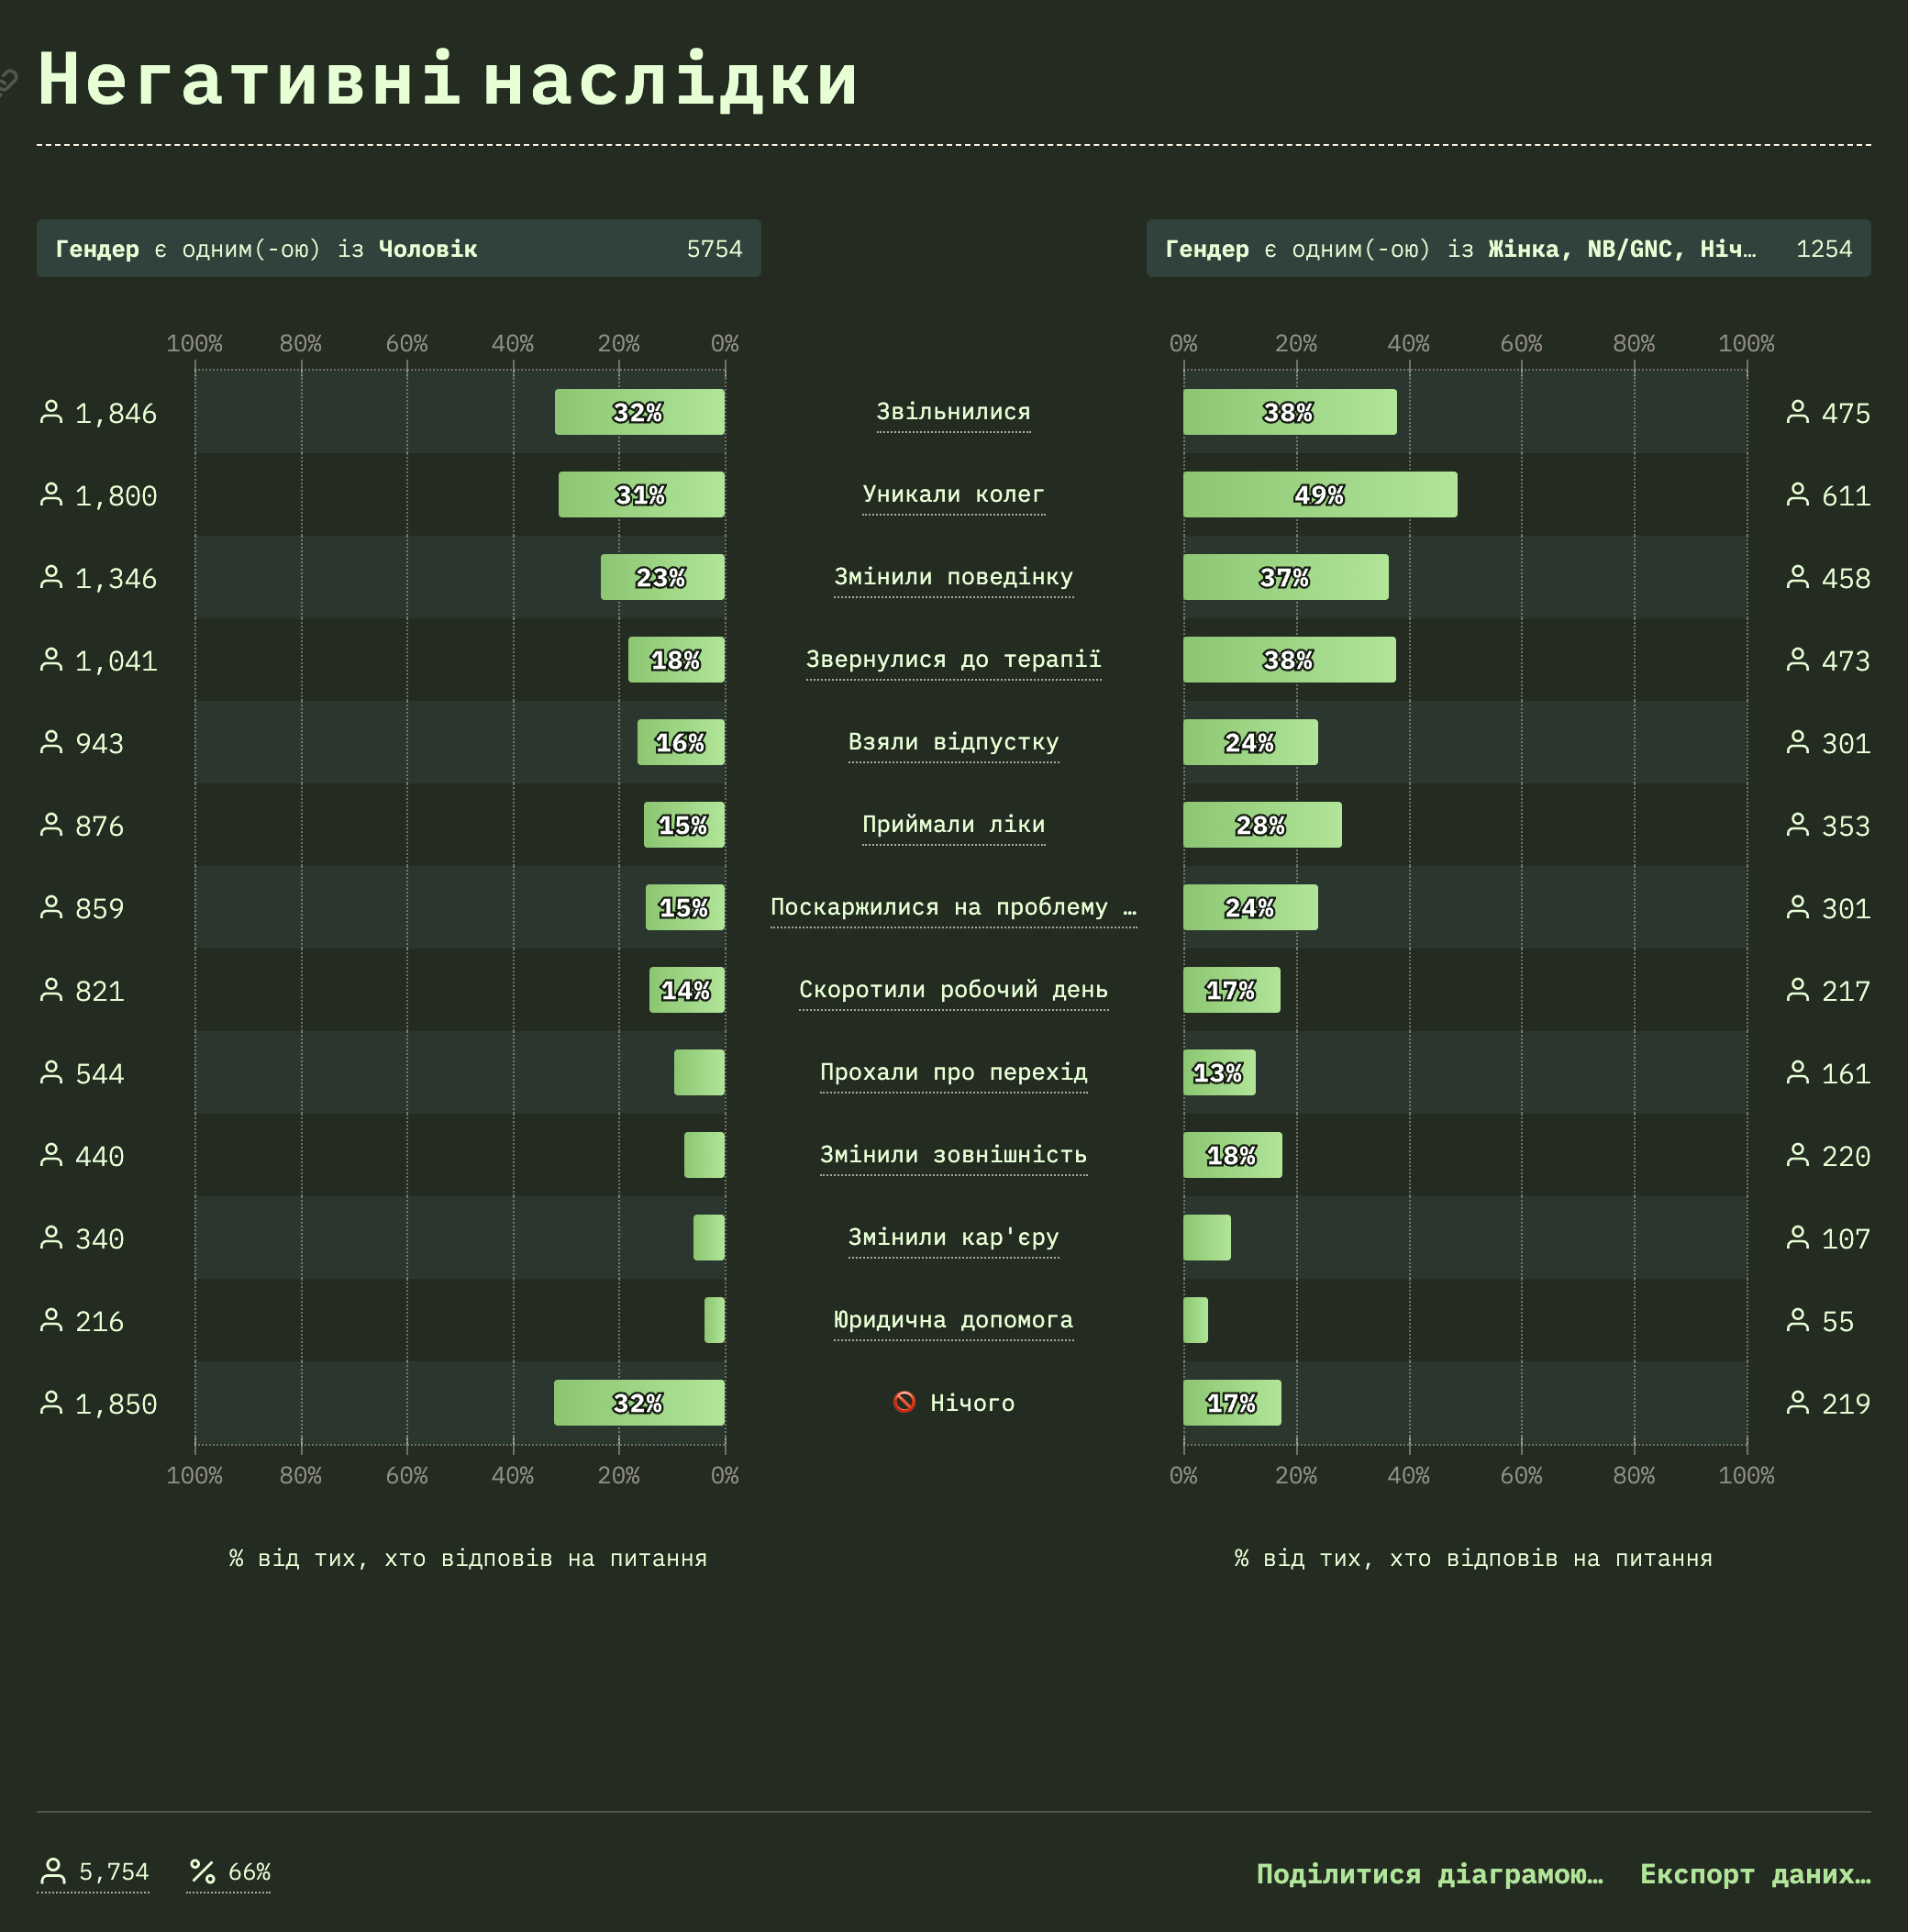 Негативні наслідки
Гендер є одним(-ою) із Чоловік 5754
Гендер є одним(-ою) із Жінка, NB/GNC, Ніч… 1254
100% 80% 60% 40% 20% 0% 0% 20% 40% 60% 80% 100%
1,846 32% Звільнилися 38% 475
1,800 31% Уникали колег 49% 611
1,346 23% Змінили поведінку 37% 458
1,041 18% Звернулися до терапії 38% 473
943 16% Взяли відпустку 24% 301
876 15% Приймали ліки 28% 353
859 15% Поскаржилися на проблему … 24% 301
821 14% Скоротили робочий день 17% 217
544 Прохали про перехід 13% 161
440 Змінили зовнішність 18% 220
340 Змінили кар'єру 107
216 Юридична допомога 55
1,850 32% Нічого 17% 219
100% 80% 60% 40% 20% 0% 0% 20% 40% 60% 80% 100%
% від тих, хто відповів на питання % від тих, хто відповів на питання
5,754 66% Поділитися діаграмою… Експорт даних…